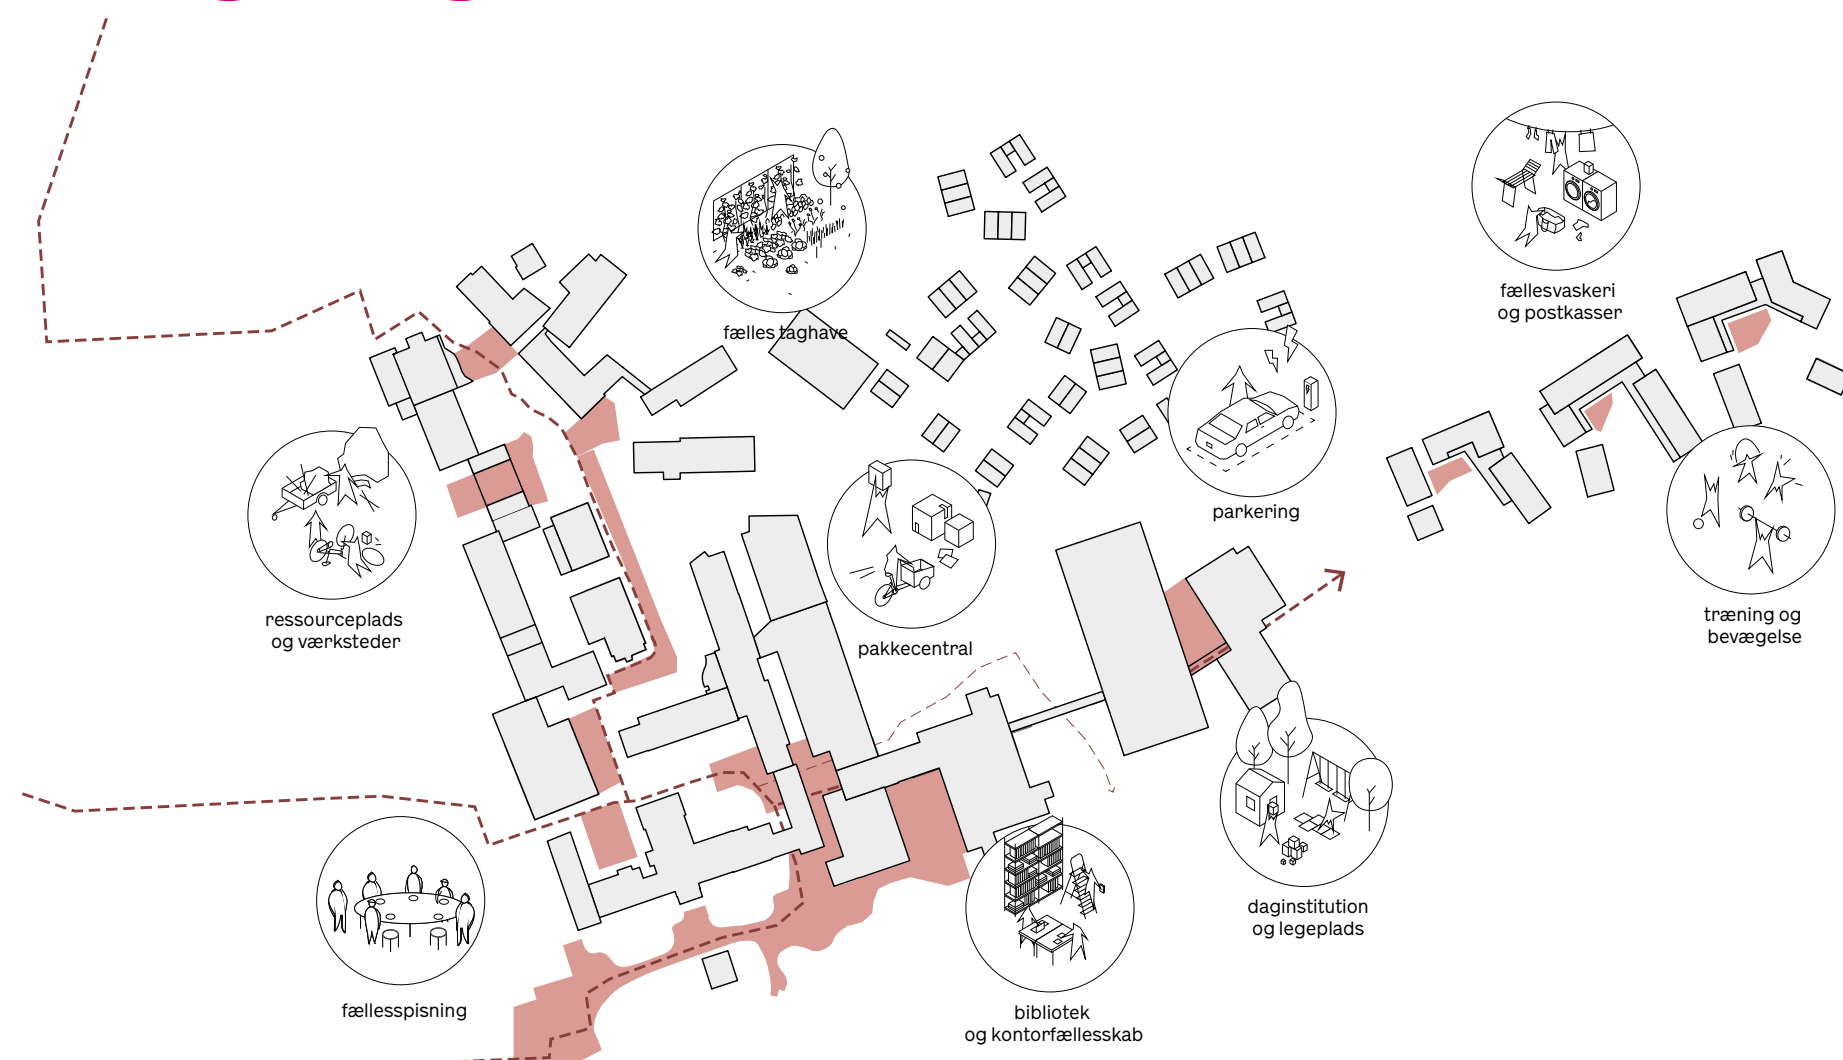 fælles taghave
fællesvaskeri
og postkasser
parkering
ressourceplads
og værksteder
pakkecentral
træning og
bevægelse
daginstitution
og legeplads
fællesspisning
bibliotek
og kontorfællesskab